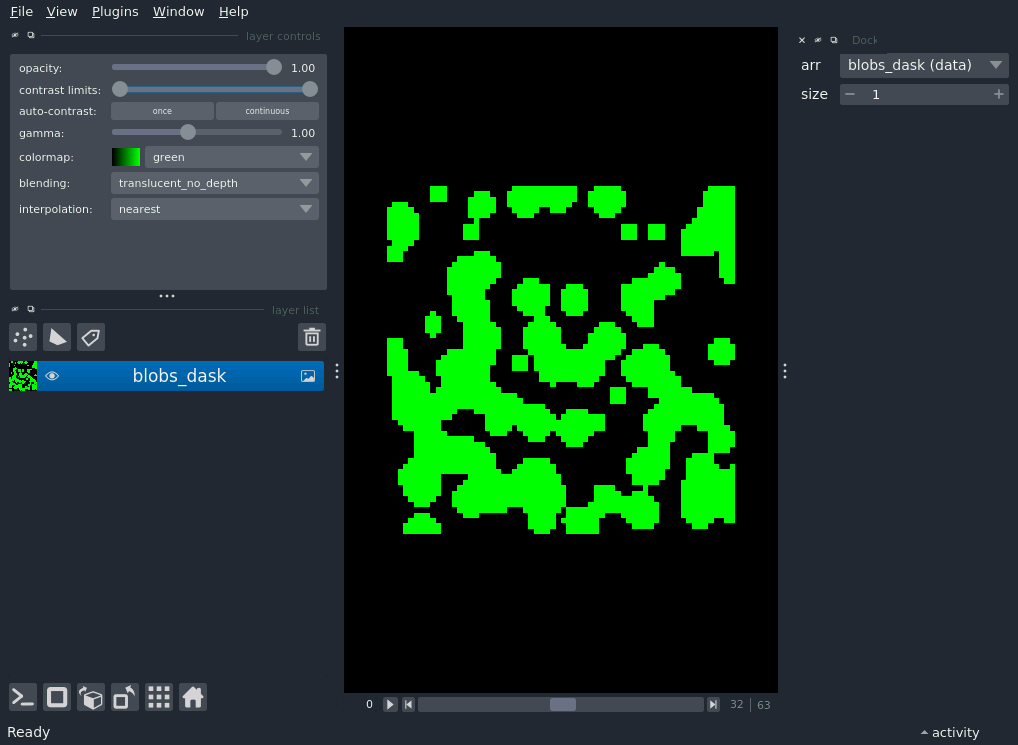 File View Plugins Window Help
layer controls
opacity: 1.00
contrast limits:
auto-contrast: once continuous
gamma: 1.00
colormap: green
blending: translucent_no_depth
interpolation: nearest
layer list
blobs_dask
Dock
arr blobs_dask (data)
size 1
0 32 63
Ready
activity